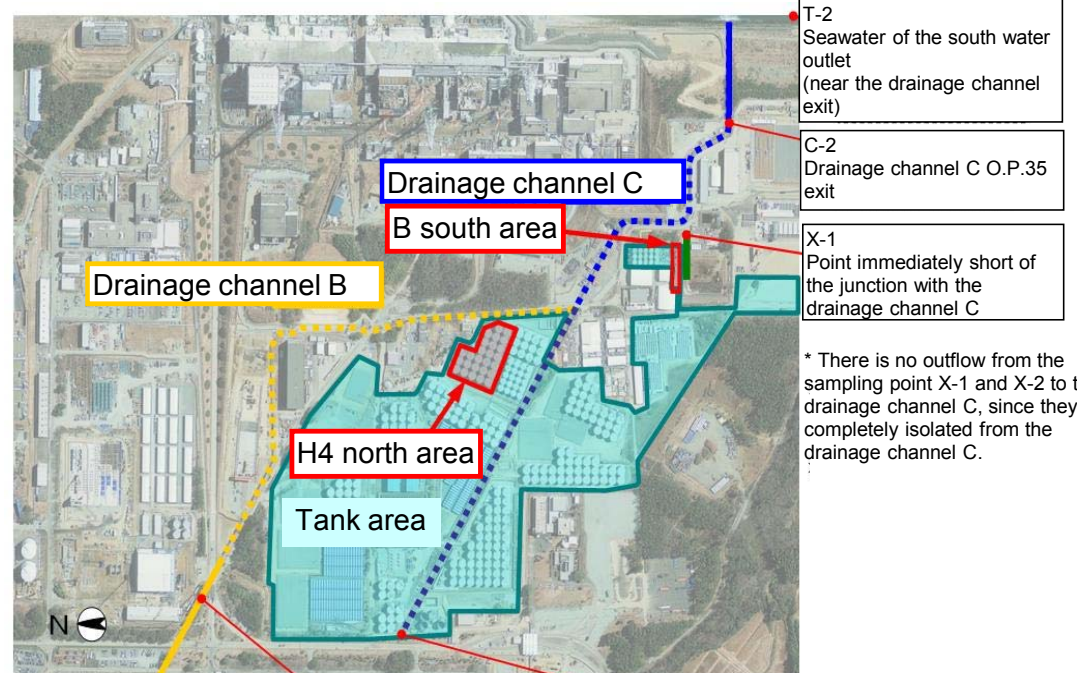 T-2
Seawater of the south water
outlet
(near the drainage channel
exit)
C-2
Drainage channel C O.P.35
exit
X-1
Point immediately short of
the junction with the
drainage channel C
* There is no outflow from the
sampling point X-1 and X-2 to t
drainage channel C, since they
completely isolated from the
drainage channel C.
Drainage channel C
B south area
Drainage channel B
H4 north area
Tank area
N